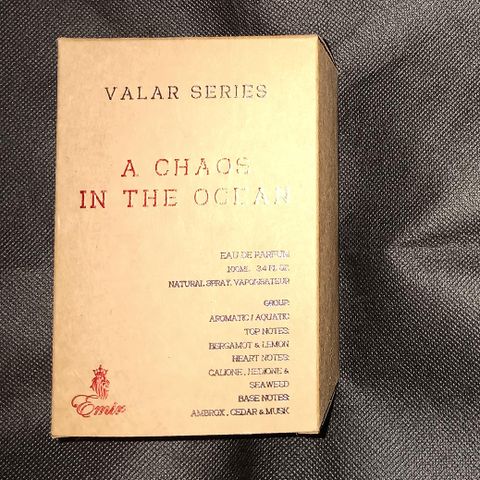 VALAR SERIES
A CHAOS
IN THE OCEAN
EAU DE PARFUM
100ML 3.4 FL OZ.
NATURAL SPRAY. VAPORISATEUR
GROUP:
AROMATIC / AQUATIC
TOP NOTES:
BERGAMOT & LEMON
HEART NOTES:
CALIONE , HEDIONE &
SEAWEED
BASE NOTES:
AMBROX , CEDAR & MUSK
Emir